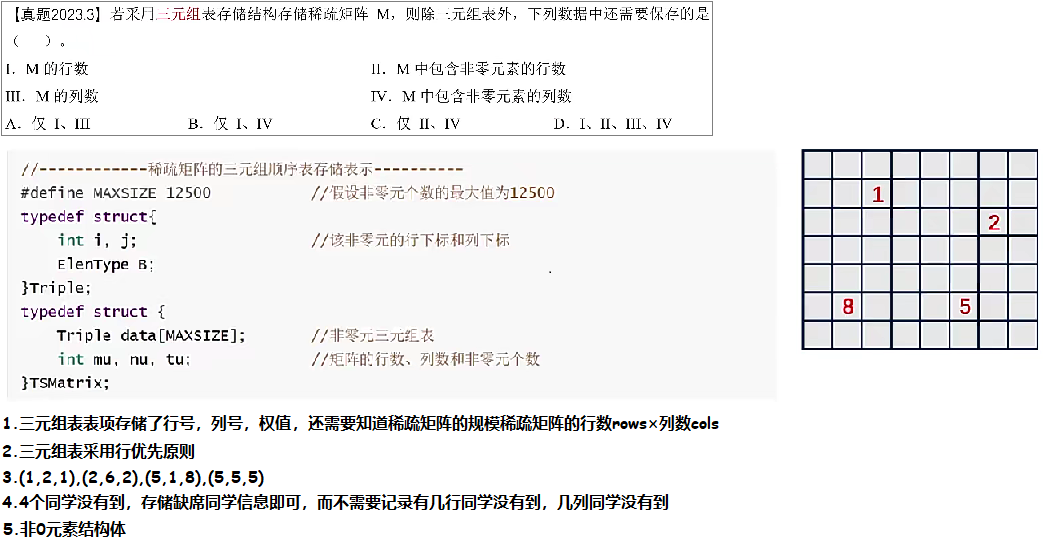 【真题2023.3】若采用三元组表存储结构存储稀疏矩阵 M，则除三元组表外，下列数据中还需要保存的是
（    ）。
I. M 的行数    II. M 中包含非零元素的行数
III. M 的列数    IV. M 中包含非零元素的列数
A. 仅 I、III    B. 仅 I、IV    C. 仅 II、IV    D. I、II、III、IV
//------------稀疏矩阵的三元组顺序表存储表示----------
#define MAXSIZE 12500    //假设非零元个数的最大值为12500
typedef struct{
int i, j;    //该非零元的行下标和列下标
ElenType B;
}Triple;
typedef struct {
Triple data[MAXSIZE];    //非零元三元组表
int mu, nu, tu;    //矩阵的行数、列数和非零元个数
}TSMatrix;
1
2
8    5
1.三元组表表项存储了行号，列号，权值，还需要知道稀疏矩阵的规模稀疏矩阵的行数rows×列数cols
2.三元组表采用行优先原则
3.(1,2,1),(2,6,2),(5,1,8),(5,5,5)
4.4个同学没有到，存储缺席同学信息即可，而不需要记录有几行同学没有到，几列同学没有到
5.非0元素结构体